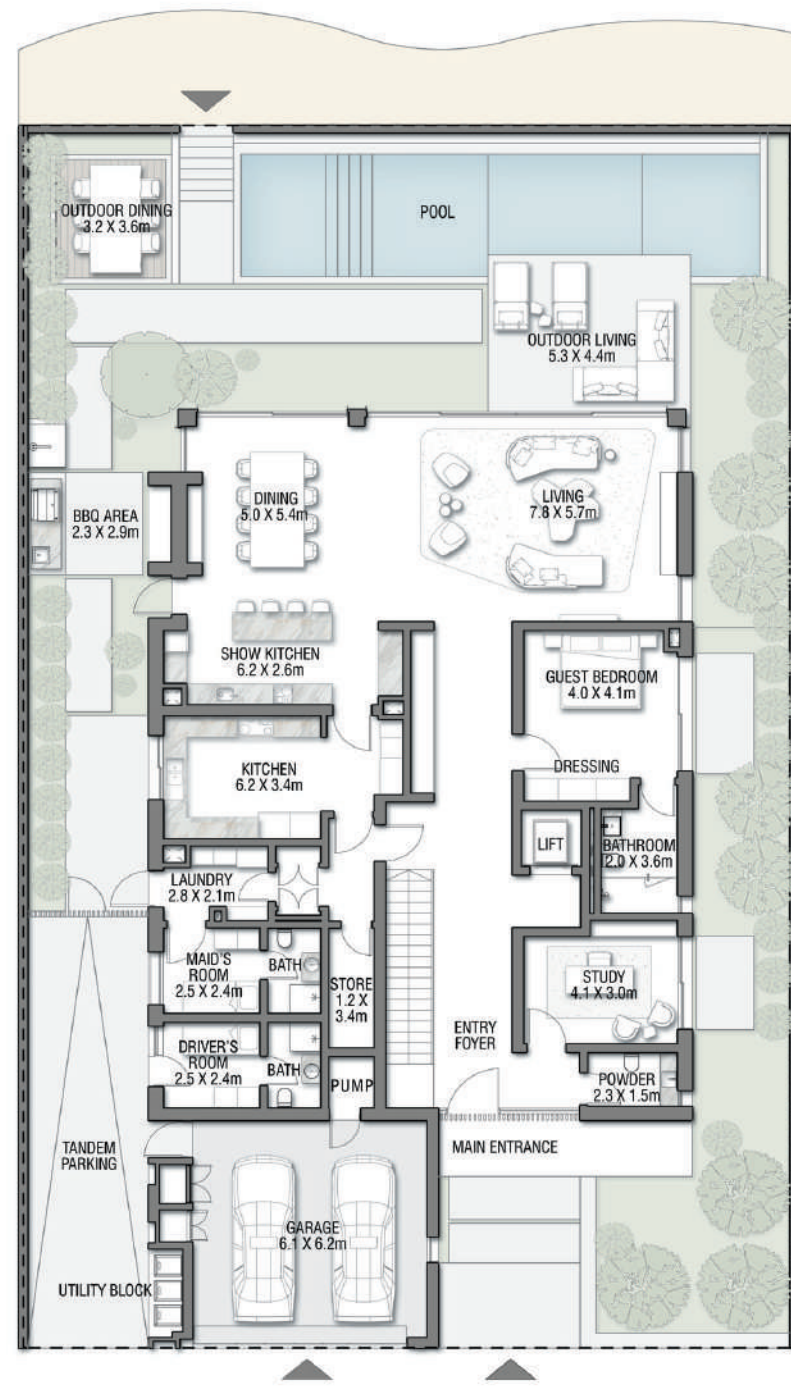 POOL
OUTDOOR DINING
3.2 X 3.6m
OUTDOOR LIVING
5.3 X 4.4m
DINING
5.0 X 5.4m
LIVING
7.8 X 5.7m
BBQ AREA
2.3 X 2.9m
SHOW KITCHEN
6.2 X 2.6m
GUEST BEDROOM
4.0 X 4.1m
KITCHEN
6.2 X 3.4m
DRESSING
LIFT
BATHROOM
2.0 X 3.6m
LAUNDRY
2.8 X 2.1m
MAID'S
ROOM
2.5 X 2.4m
BATH
STORE
1.2 X
3.4m
STUDY
4.1 X 3.0m
ENTRY
FOYER
DRIVER'S
ROOM
2.5 X 2.4m
BATH
PUMP
POWDER
2.3 X 1.5m
TANDEM
PARKING
MAIN ENTRANCE
GARAGE
6.1 X 6.2m
UTILITY BLOCK